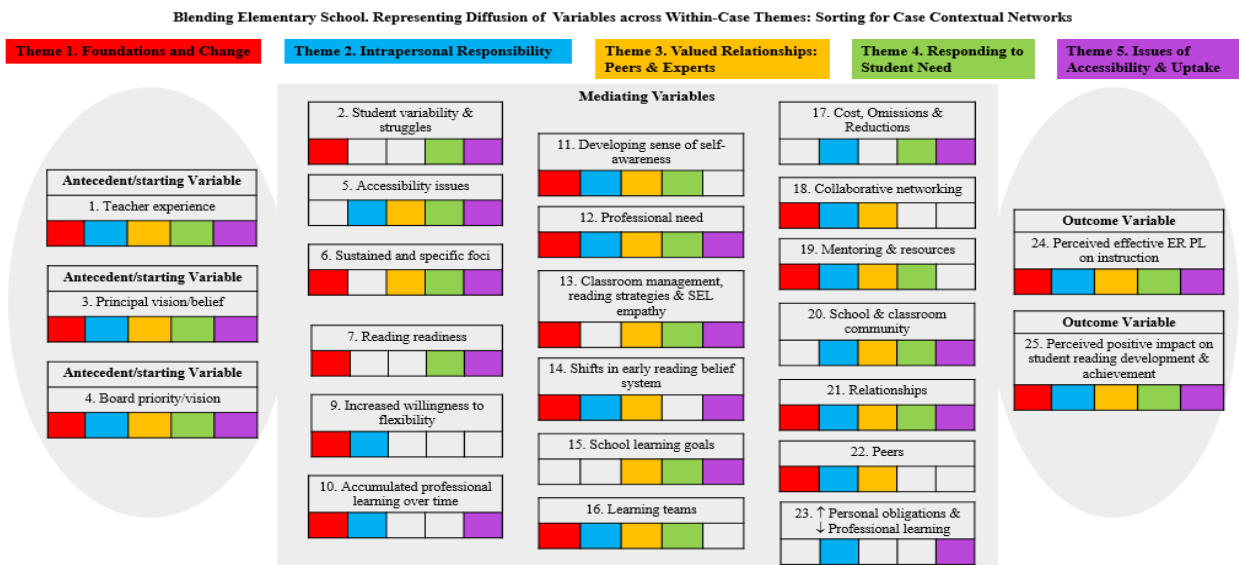 Blending Elementary School. Representing Diffusion of Variables across Within-Case Themes: Sorting for Case Contextual Networks
Theme 1. Foundations and Change
Theme 2. Intrapersonal Responsibility
Theme 3. Valued Relationships:
Peers & Experts
Theme 4. Responding to
Student Need
Theme 5. Issues of
Accessibility & Uptake
Antecedent/starting Variable
1. Teacher experience
Antecedent/starting Variable
3. Principal vision/belief
Antecedent/starting Variable
4. Board priority/vision
Mediating Variables
2. Student variability &
struggles
5. Accessibility issues
6. Sustained and specific foci
7. Reading readiness
9. Increased willingness to
flexibility
10. Accumulated professional
learning over time
11. Developing sense of self-
awareness
12. Professional need
13. Classroom management,
reading strategies & SEL
empathy
14. Shifts in early reading belief
system
15. School learning goals
16. Learning teams
17. Cost, Omissions &
Reductions
18. Collaborative networking
19. Mentoring & resources
20. School & classroom
community
21. Relationships
22. Peers
23. ↑ Personal obligations &
↓ Professional learning
Outcome Variable
24. Perceived effective ER PL
on instruction
Outcome Variable
25. Perceived positive impact on
student reading development &
achievement